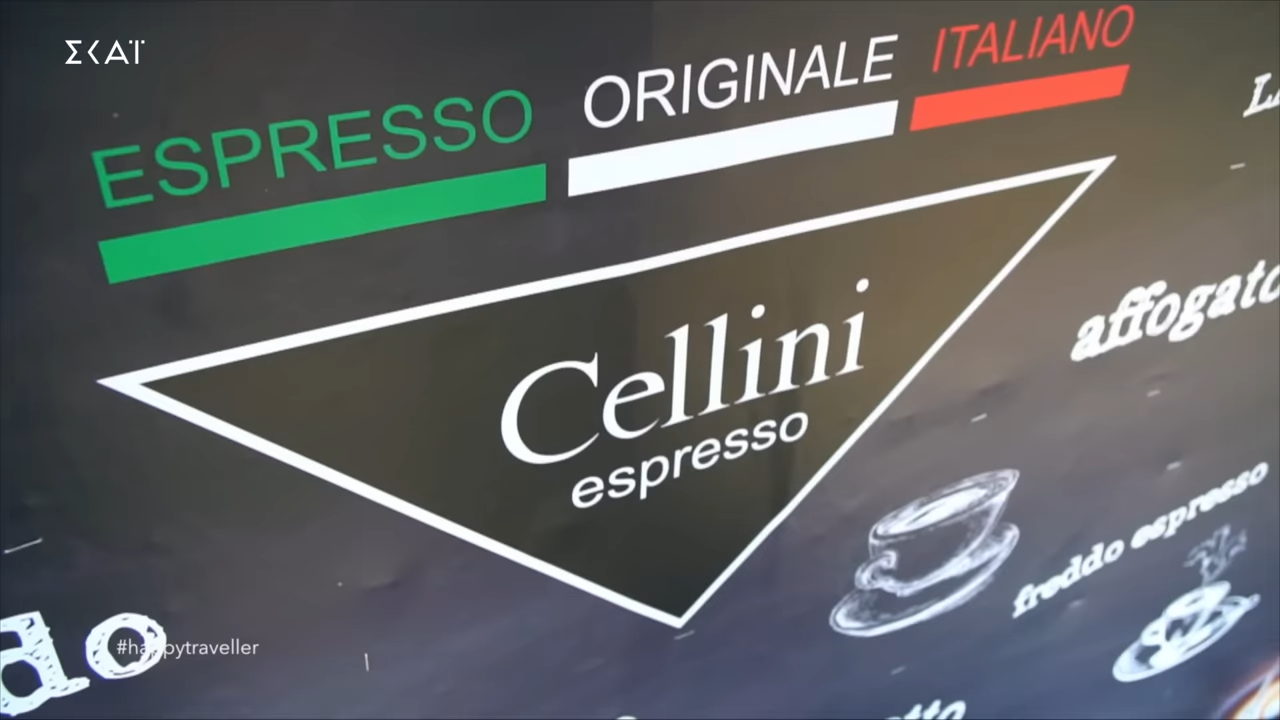 ΣΚΑΪ
ESPRESSO ORIGINALE ITALIANO
Cellini
espresso
affogato
freddo espresso
#happytraveller